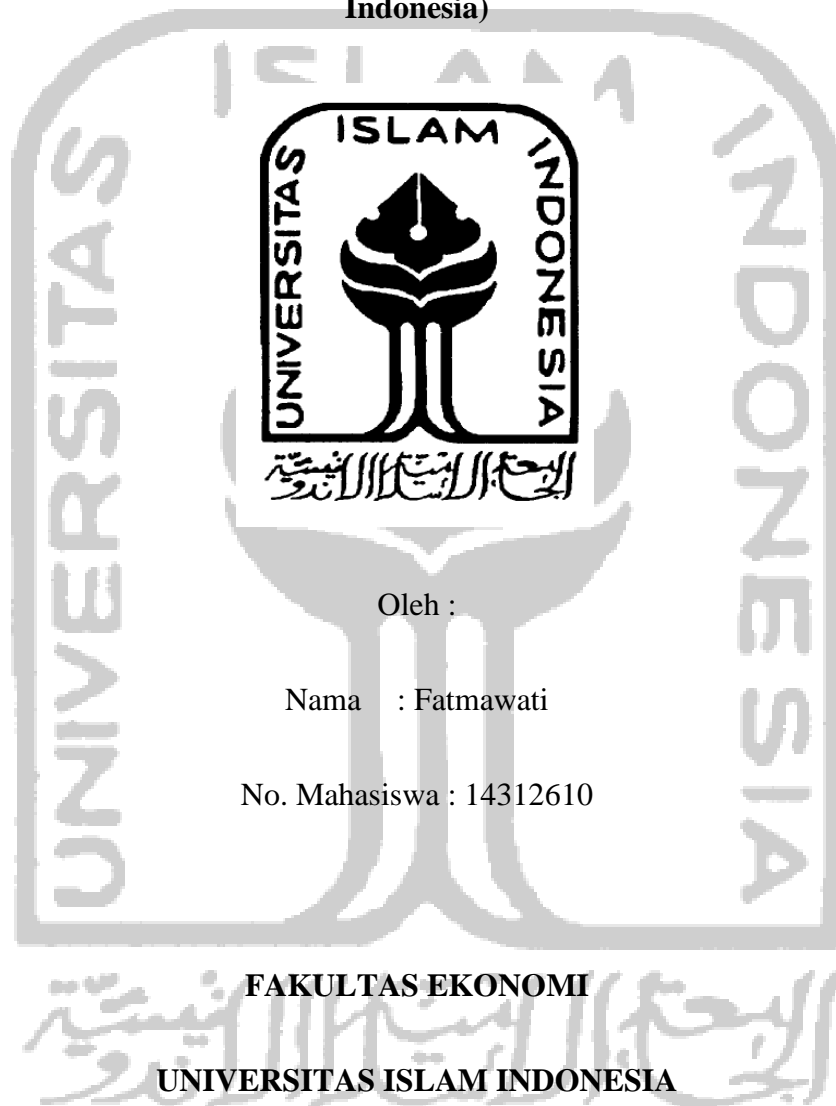 Indonesia)
ISLAM
UNIVERSITAS
INDONESIA
Oleh :
Nama : Fatmawati
No. Mahasiswa : 14312610
FAKULTAS EKONOMI
UNIVERSITAS ISLAM INDONESIA